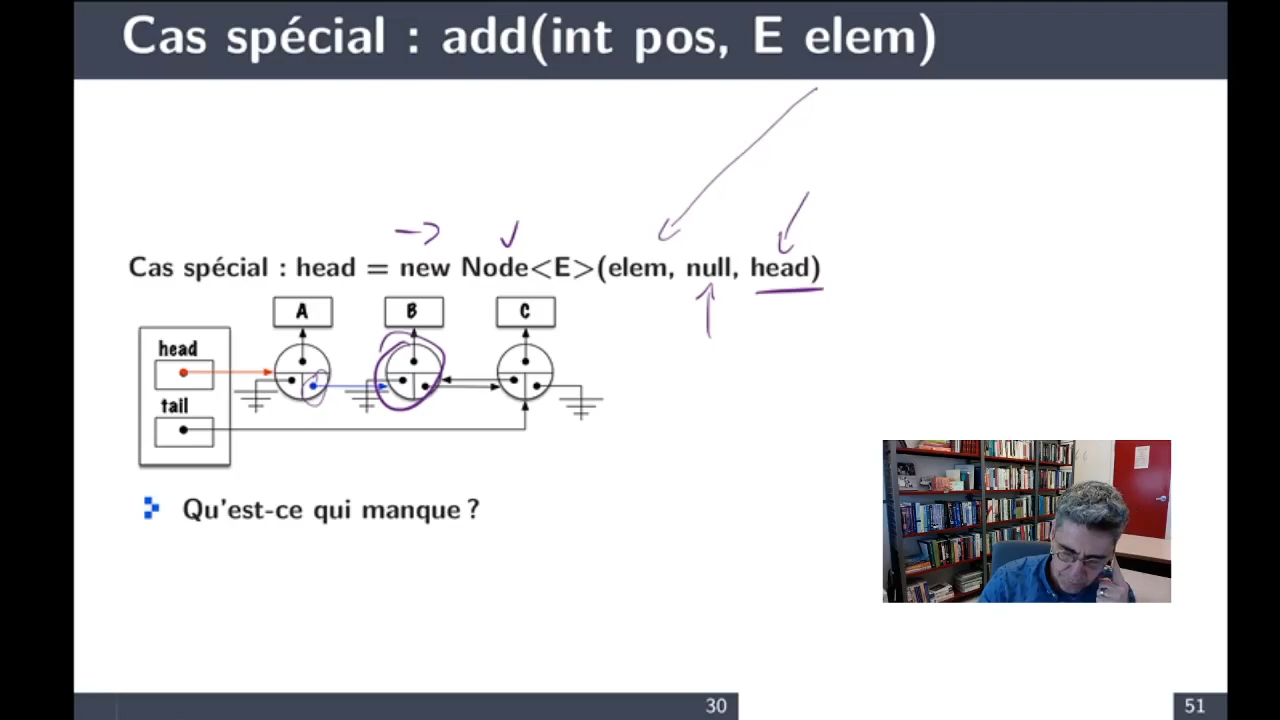 Cas spécial : add(int pos, E elem)
Cas spécial : head = new Node<E>(elem, null, head)
A B C
head
tail
Qu'est-ce qui manque ?
30 51